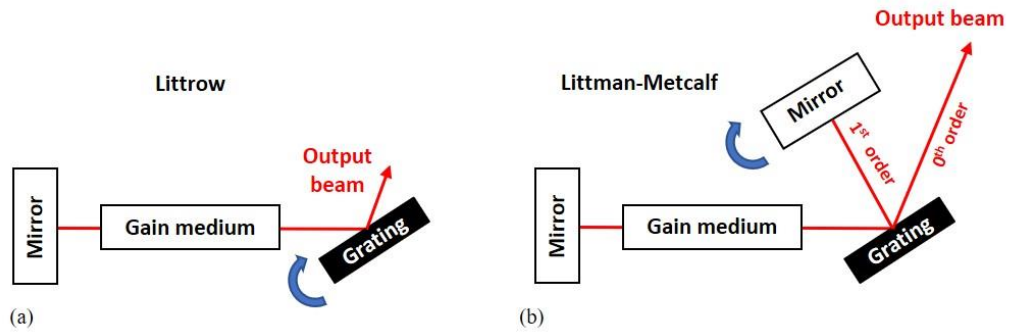 Littrow
Output
beam
Mirror
Gain medium
Grating
(a)
Output beam
Littman-Metcalf
Mirror
1st order
0th order
Mirror
Gain medium
Grating
(b)